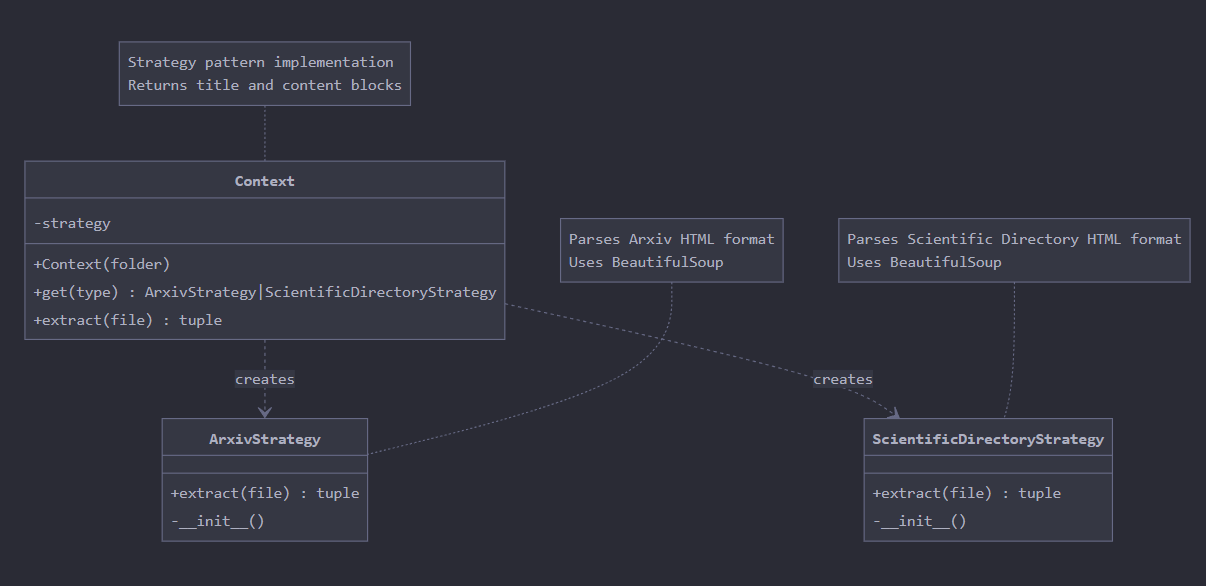 Strategy pattern implementation
Returns title and content blocks
Context
-strategy
+Context(folder)
+get(type) : ArxivStrategy|ScientificDirectoryStrategy
+extract(file) : tuple
Parses Arxiv HTML format
Uses BeautifulSoup
Parses Scientific Directory HTML format
Uses BeautifulSoup
creates
creates
ArxivStrategy
+extract(file) : tuple
-__init__()
ScientificDirectoryStrategy
+extract(file) : tuple
-__init__()